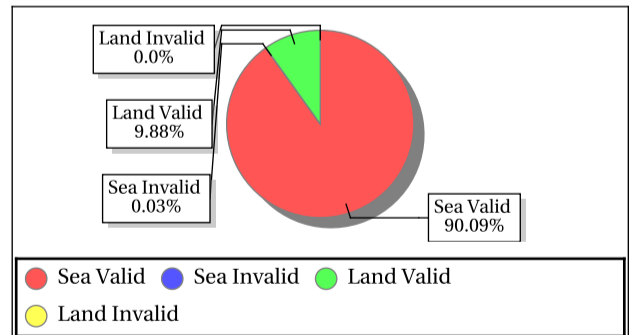 Land Invalid
0.0%
Land Valid
9.88%
Sea Invalid
0.03%
Sea Valid
90.09%
Sea Valid Sea Invalid Land Valid
Land Invalid